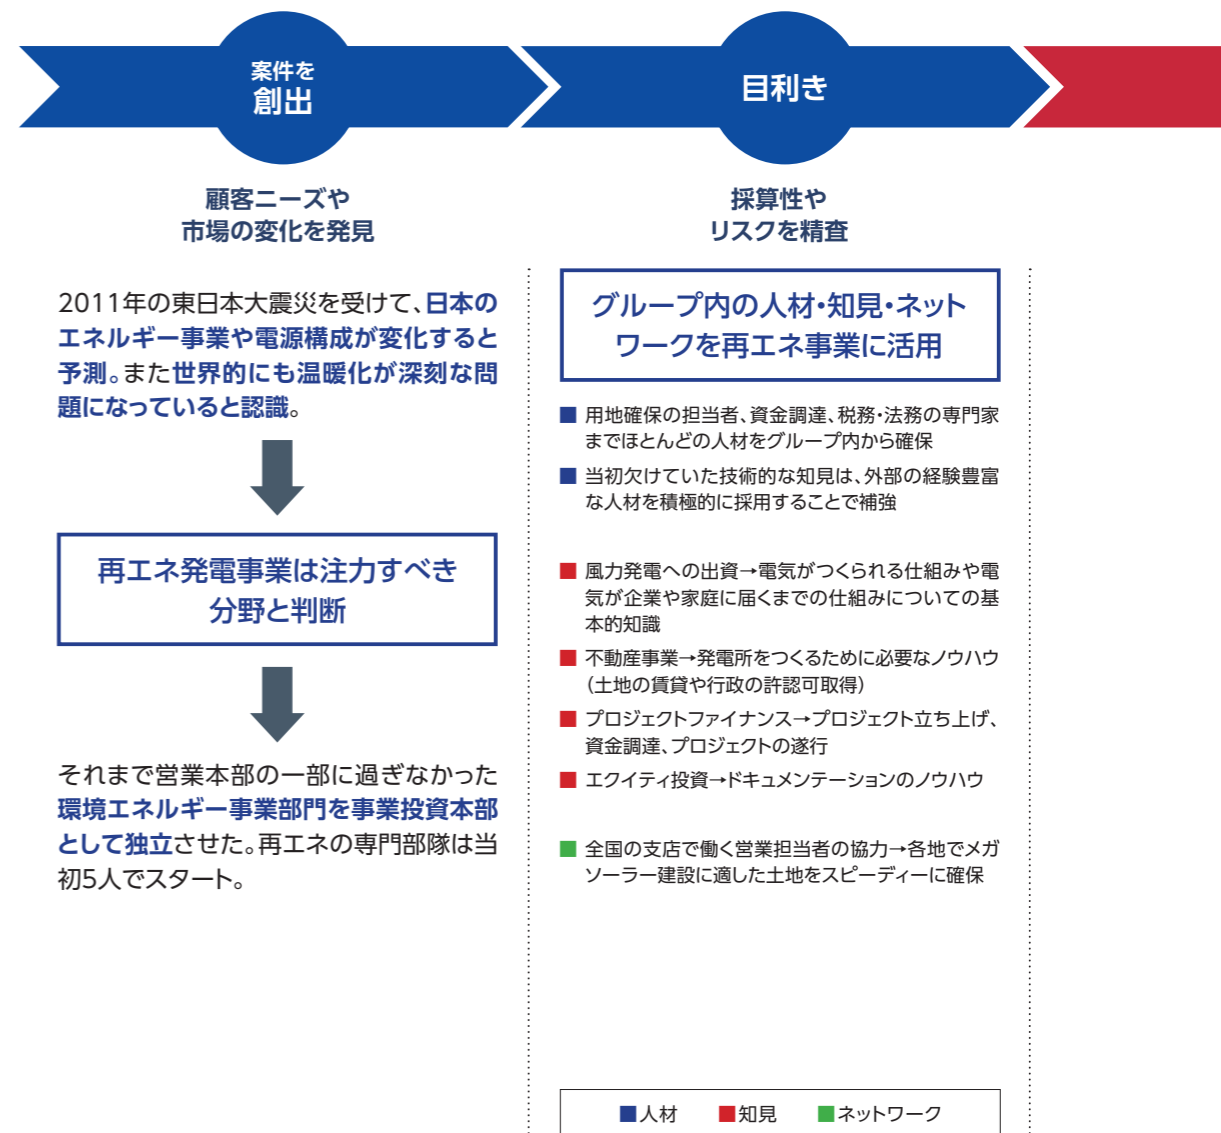 案件を
創出
顧客ニーズや
市場の変化を発見
2011年の東日本大震災を受けて、日本の
エネルギー事業や電源構成が変化すると
予測。また世界的にも温暖化が深刻な問
題になっていると認識。
再エネ発電事業は注力すべき
分野と判断
それまで営業本部の一部に過ぎなかった
環境エネルギー事業部門を事業投資本部
として独立させた。再エネの専門部隊は当
初5人でスタート。
目利き
採算性や
リスクを精査
グループ内の人材・知見・ネット
ワークを再エネ事業に活用
■ 用地確保の担当者、資金調達、税務・法務の専門家
までほとんどの人材をグループ内から確保
■ 当初欠けていた技術的な知見は、外部の経験豊富
な人材を積極的に採用することで補強
■ 風力発電への出資→電気がつくられる仕組みや電
気が企業や家庭に届くまでの仕組みについての基
本的知識
■ 不動産事業→発電所をつくるために必要なノウハウ
（土地の賃貸や行政の許認可取得）
■ プロジェクトファイナンス→プロジェクト立ち上げ、
資金調達、プロジェクトの遂行
■ エクイティ投資→ドキュメンテーションのノウハウ
■ 全国の支店で働く営業担当者の協力→各地でメガ
ソーラー建設に適した土地をスピーディーに確保
■人材 ■知見 ■ネットワーク